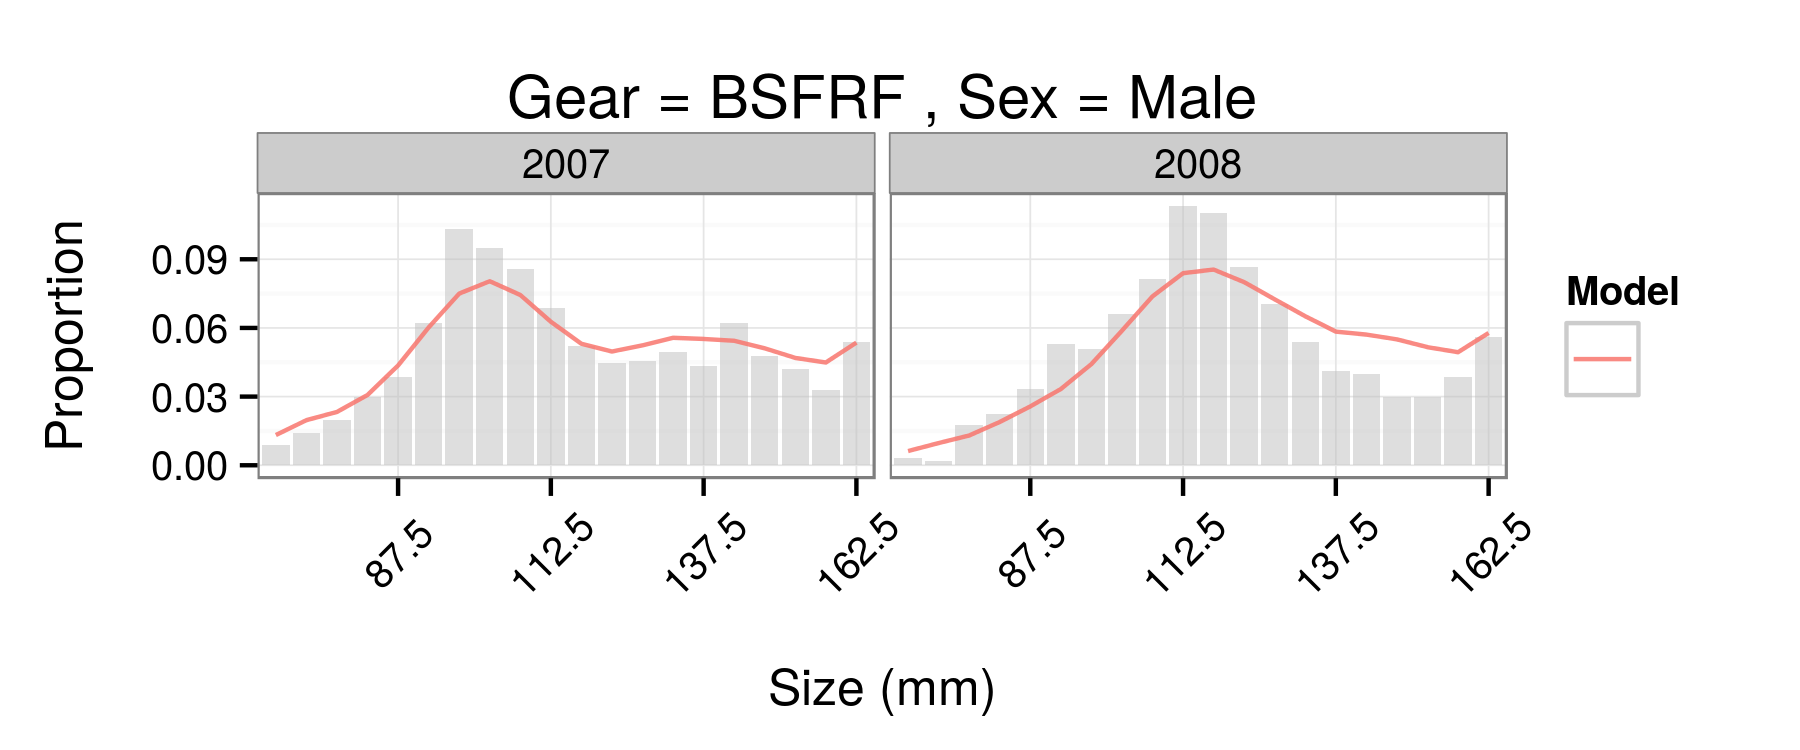 Gear = BSFRF , Sex = Male
2007 2008
Proportion
0.09
0.06
0.03
0.00
87.5 112.5 137.5 162.5 87.5 112.5 137.5 162.5
Size (mm)
Model